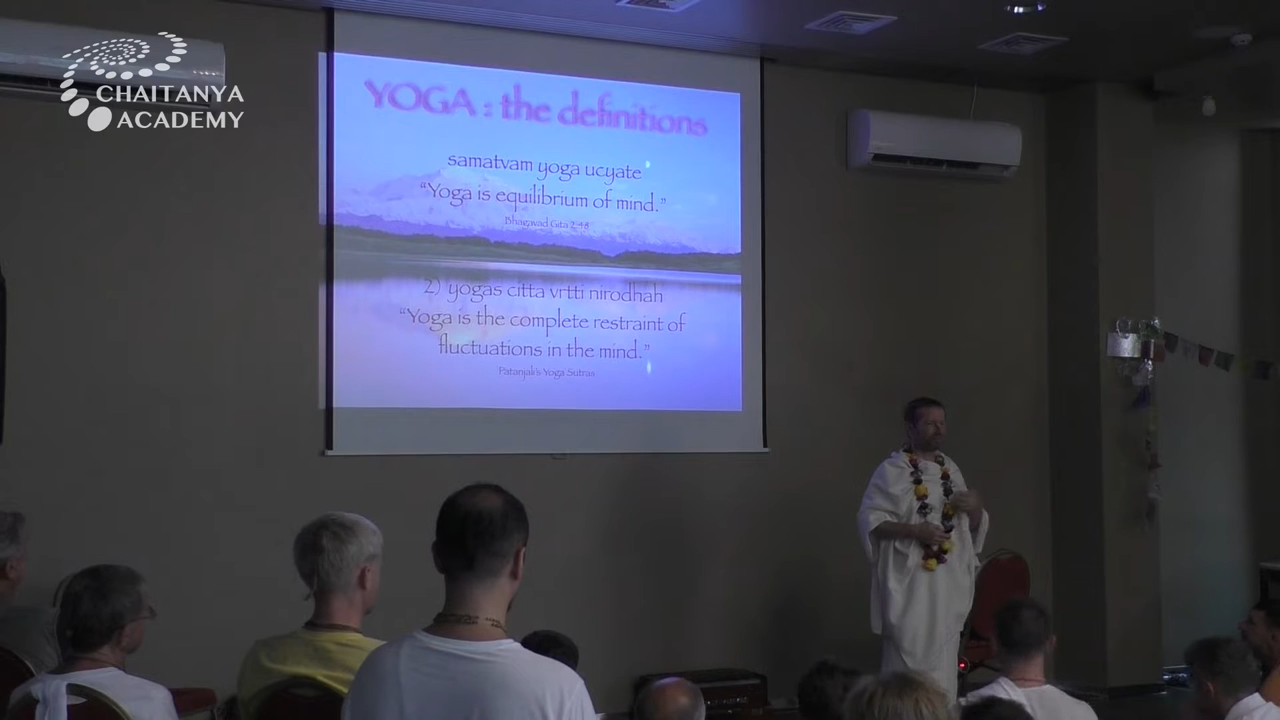 CHAITANYA
ACADEMY
YOGA : the definitions
samatvam yoga ucyate
“Yoga is equilibrium of mind.”
Bhagavad Gita 2.48
2) yogas citta vrtti nirodhah
“Yoga is the complete restraint of
fluctuations in the mind.”
Patanjali's Yoga Sutras